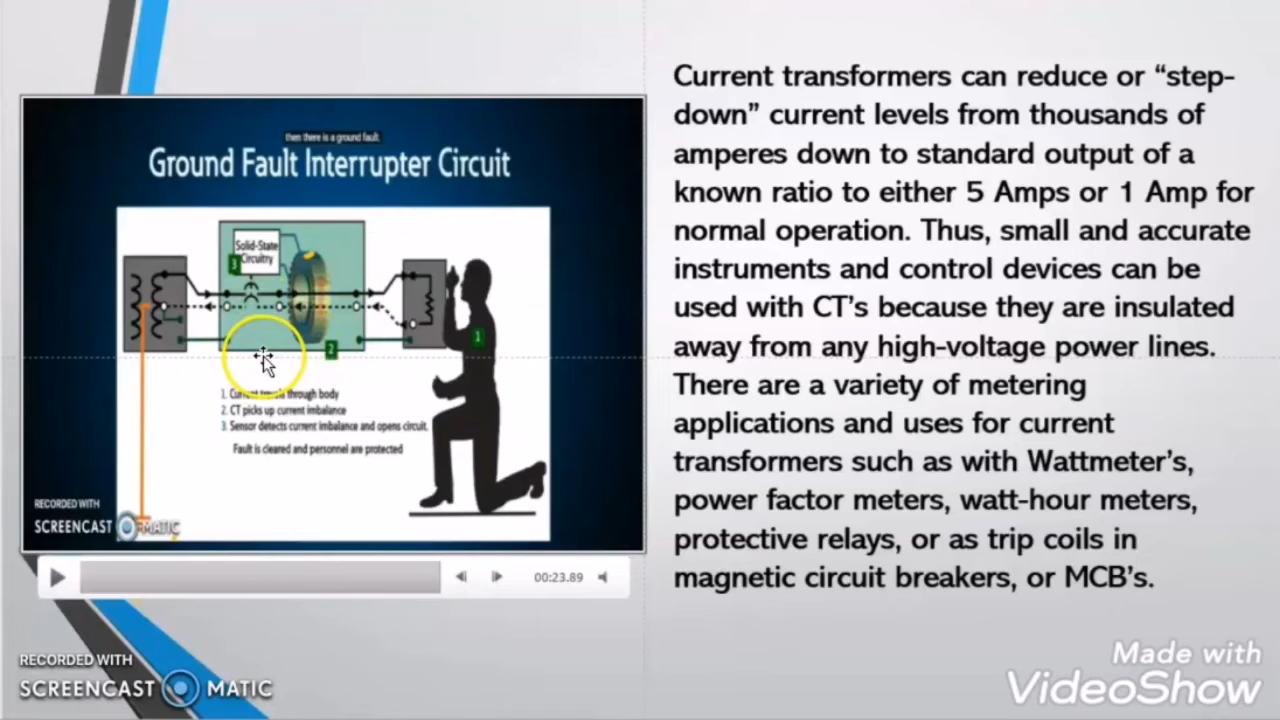 then there is a ground fault.
Ground Fault Interrupter Circuit
Solid-State
Circuitry
3
2
1
1. Current travels through body
2. CT picks up current imbalance
3. Sensor detects current imbalance and opens circuit.
Fault is cleared and personnel are protected
RECORDED WITH
SCREENCAST MATIC
00:23.89
Current transformers can reduce or “step-
down” current levels from thousands of
amperes down to standard output of a
known ratio to either 5 Amps or 1 Amp for
normal operation. Thus, small and accurate
instruments and control devices can be
used with CT’s because they are insulated
away from any high-voltage power lines.
There are a variety of metering
applications and uses for current
transformers such as with Wattmeter’s,
power factor meters, watt-hour meters,
protective relays, or as trip coils in
magnetic circuit breakers, or MCB’s.
RECORDED WITH
SCREENCAST MATIC
Made with
VideoShow